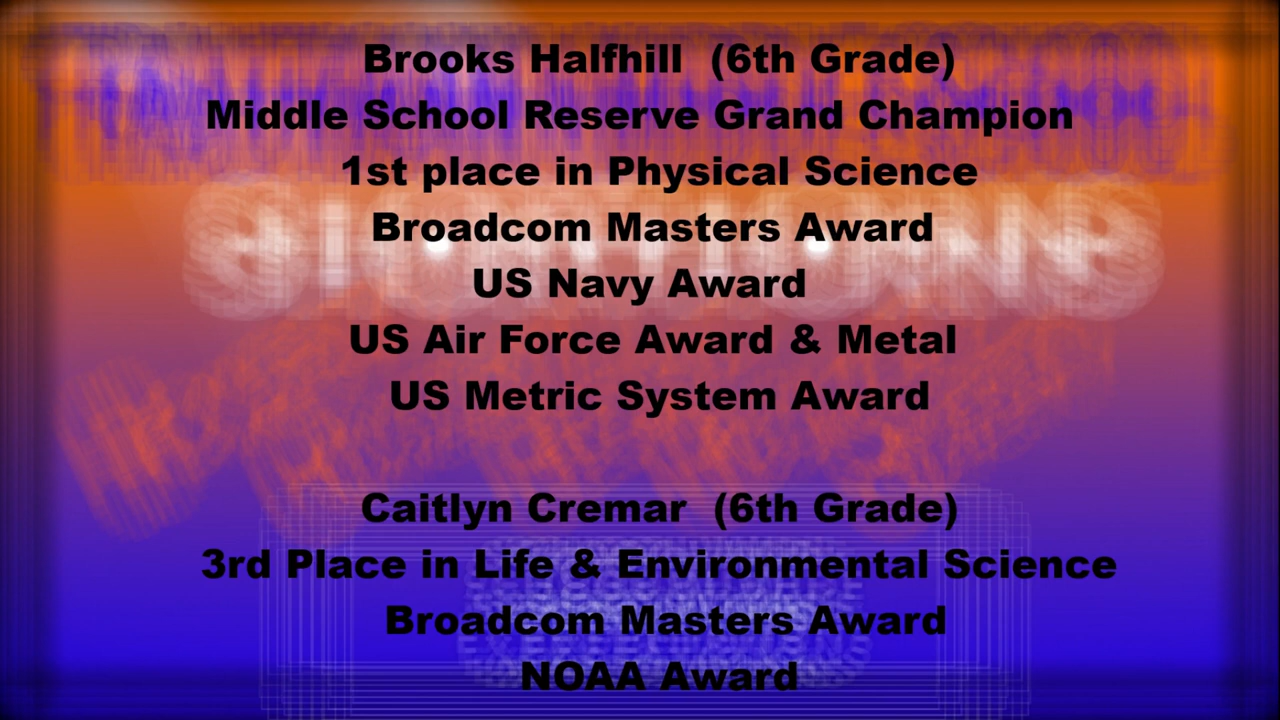 Brooks Halfhill (6th Grade)
Middle School Reserve Grand Champion
1st place in Physical Science
Broadcom Masters Award
US Navy Award
US Air Force Award & Metal
US Metric System Award
Caitlyn Cremar (6th Grade)
3rd Place in Life & Environmental Science
Broadcom Masters Award
NOAA Award